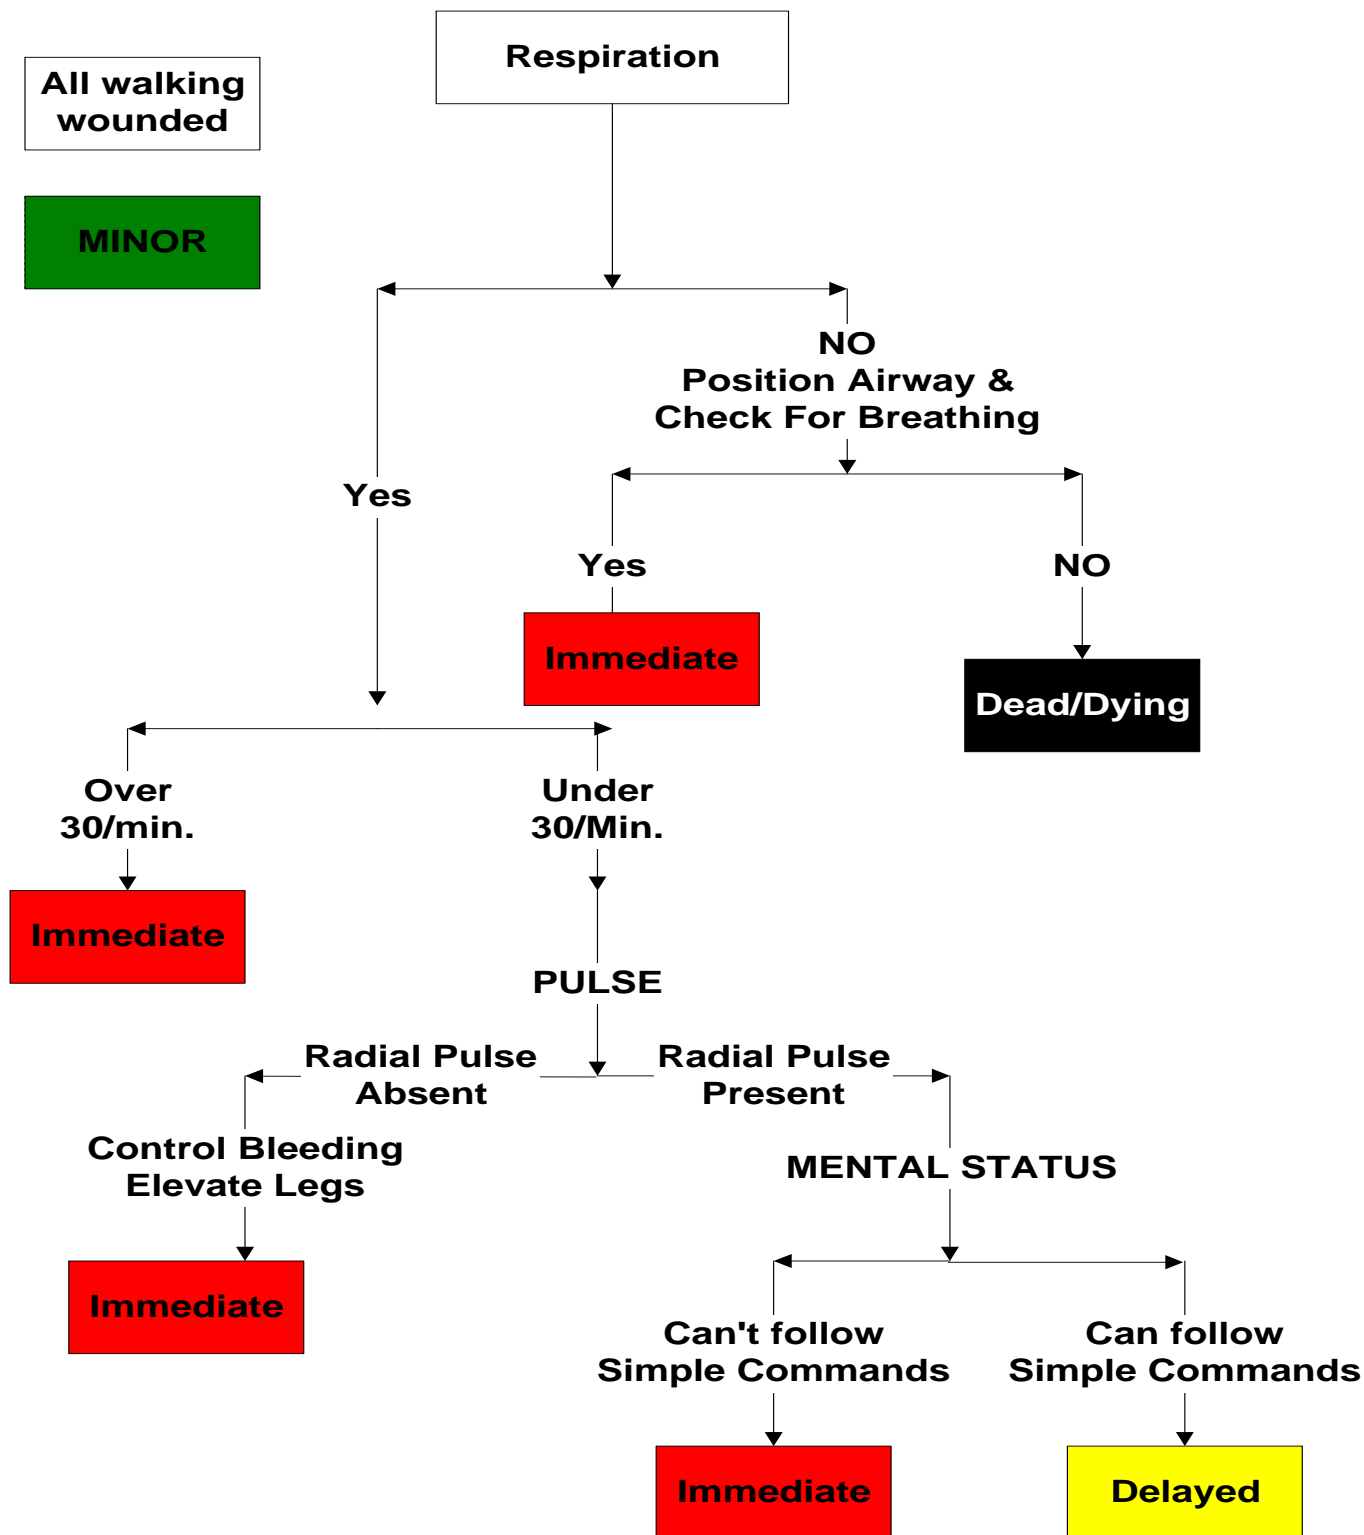 Respiration
All walking
wounded
MINOR
NO
Position Airway &
Check For Breathing
Yes
Yes
NO
Immediate
Dead/Dying
Over
30/min.
Under
30/Min.
Immediate
PULSE
Radial Pulse
Absent
Radial Pulse
Present
Control Bleeding
Elevate Legs
MENTAL STATUS
Immediate
Can't follow
Simple Commands
Can follow
Simple Commands
Immediate
Delayed